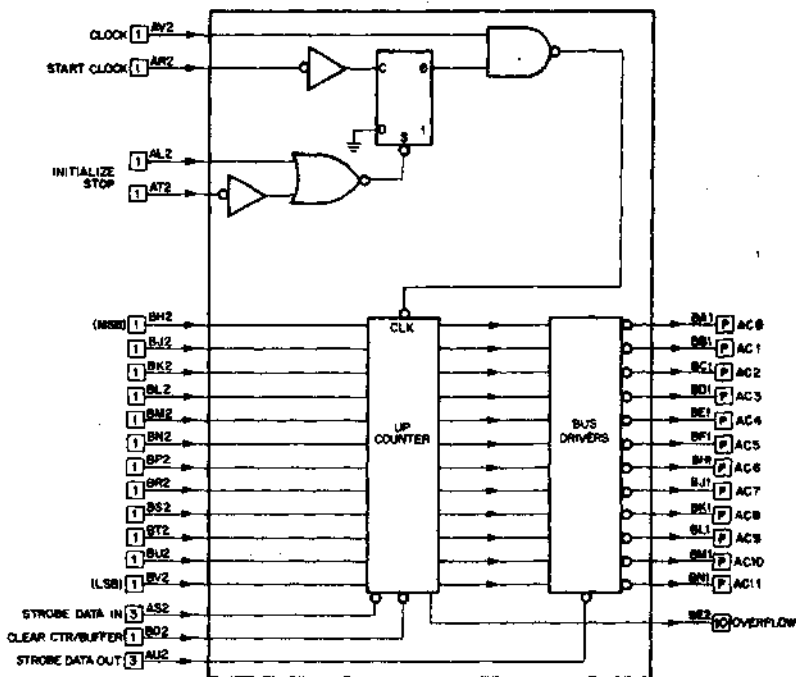 CLOCK 1 AV2
START CLOCK 1 AR2
C 0
D 1
S
INITIALIZE 1 AL2
STOP 1 AT2
(MSB) 1 BH2 CLK BA1 P AC0
1 BJ2 BB1 P AC1
1 BK2 BC1 P AC2
1 BL2 BD1 P AC3
1 BM2 BE1 P AC4
1 BN2 UP COUNTER BUS DRIVERS BF1 P AC5
1 BP2 P AC6
1 BR2 BJ1 P AC7
1 BS2 BK1 P AC8
1 BT2 BL1 P AC9
1 BU2 BM1 P AC10
(LSB) 1 BV2 BN1 P AC11
STROBE DATA IN 3 AS2
BE2 10 OVERFLOW
CLEAR CTR/BUFFER 1 BD2
STROBE DATA OUT 3 AU2